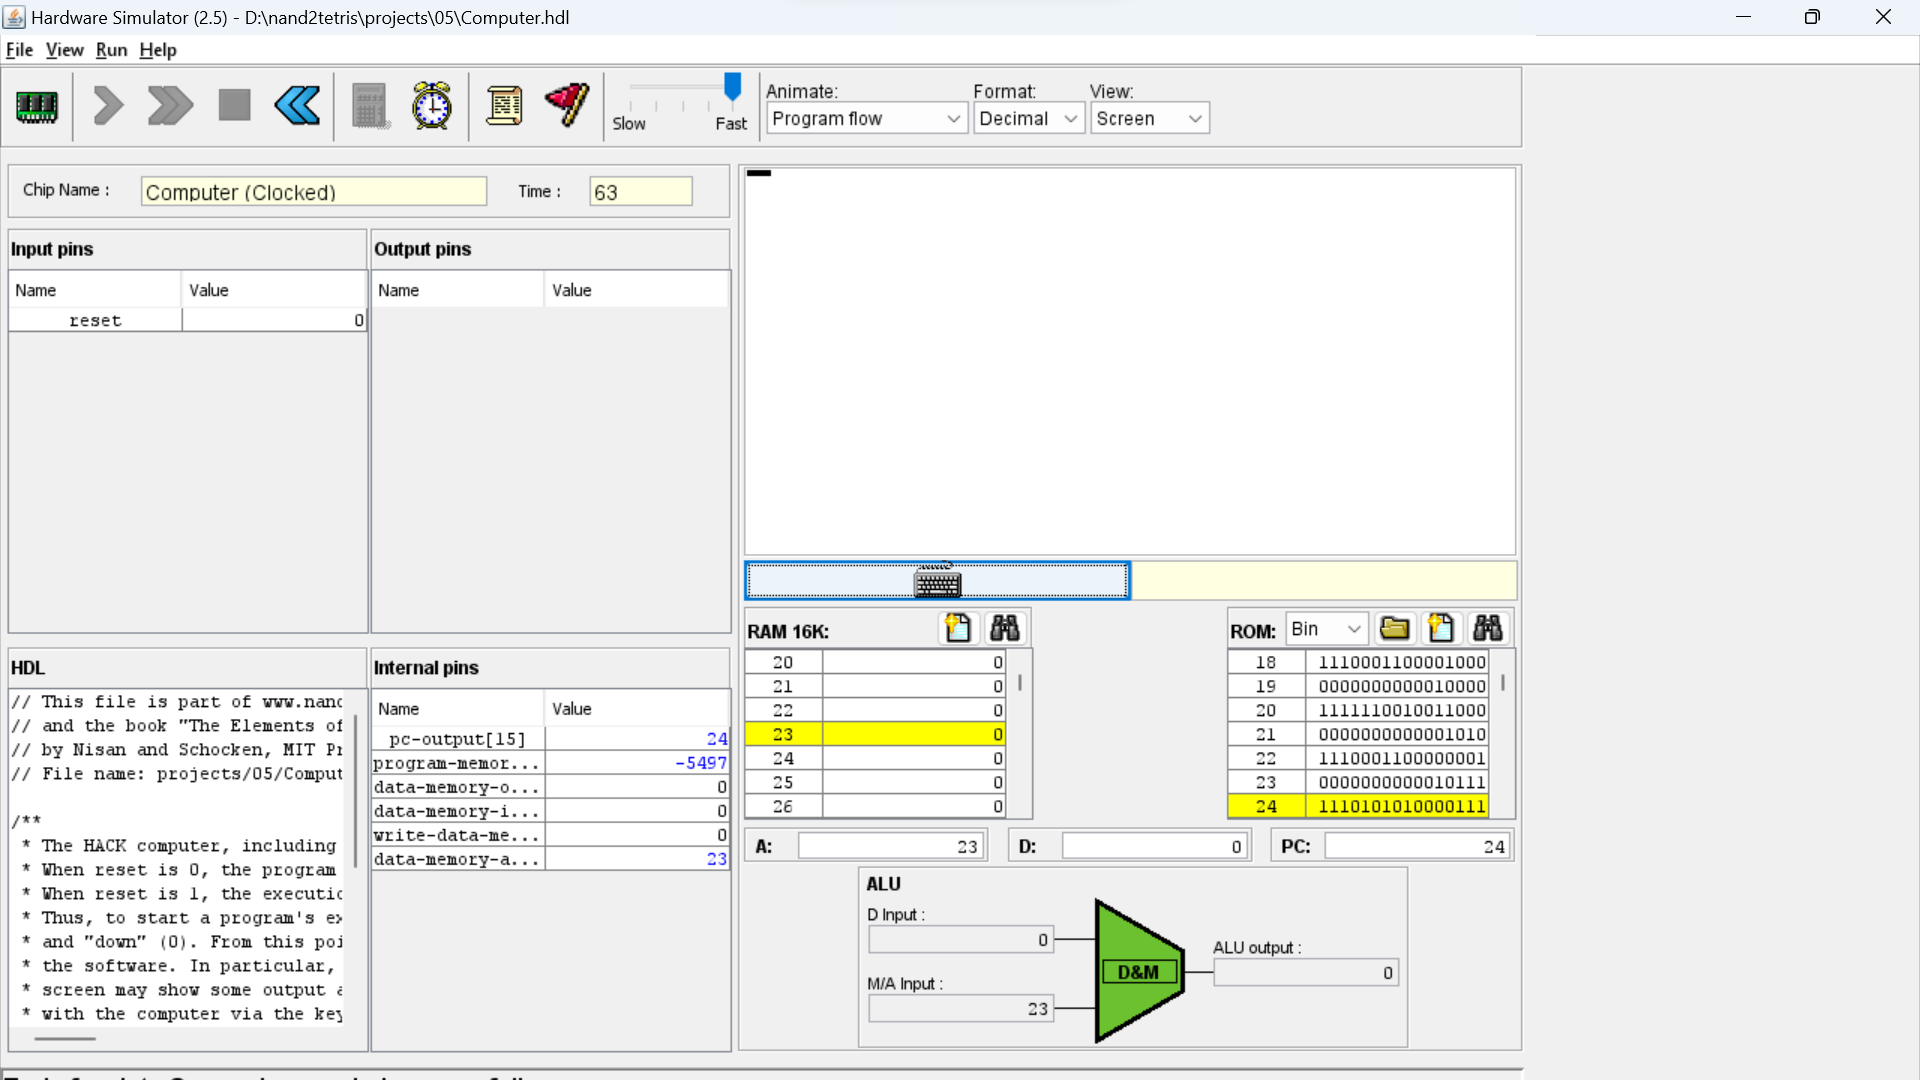 Hardware Simulator (2.5) - D:\nand2tetris\projects\05\Computer.hdl
File View Run Help
Slow Fast
Animate: Format: View:
Program flow Decimal Screen
Chip Name : Computer (Clocked) Time : 63
Input pins
Name Value
reset 0
Output pins
Name Value
HDL
// This file is part of www.nand
// and the book "The Elements of
// by Nisan and Schocken, MIT Pr
// File name: projects/05/Comput
/**
* The HACK computer, including
* When reset is 0, the program
* When reset is 1, the executio
* Thus, to start a program's ex
* and "down" (0). From this poi
* the software. In particular,
* screen may show some output a
* with the computer via the key
Internal pins
Name Value
pc-output[15] 24
program-memor... -5497
data-memory-o... 0
data-memory-i... 0
write-data-me... 0
data-memory-a... 23
RAM 16K:
20 0
21 0
22 0
23 0
24 0
25 0
26 0
ROM: Bin
18 1110001100001000
19 0000000000010000
20 1111110010011000
21 0000000000001010
22 1110001100000001
23 0000000000010111
24 1110101010000111
A: 23 D: 0 PC: 24
ALU
D Input :
0
M/A Input :
23
D&M
ALU output :
0